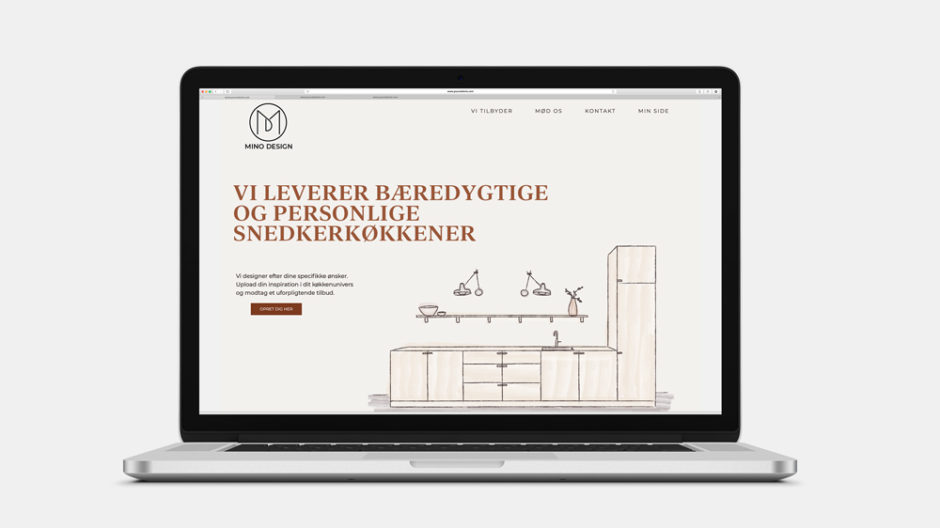 MINO DESIGN
VI TILBYDER MØD OS KONTAKT MIN SIDE
VI LEVERER BÆREDYGTIGE
OG PERSONLIGE
SNEDKERKØKKENER
Vi designer efter dine specifikke ønsker.
Upload din inspiration i dit køkkenunivers
og modtag et uforpligtende tilbud.
OPRET DIG HER